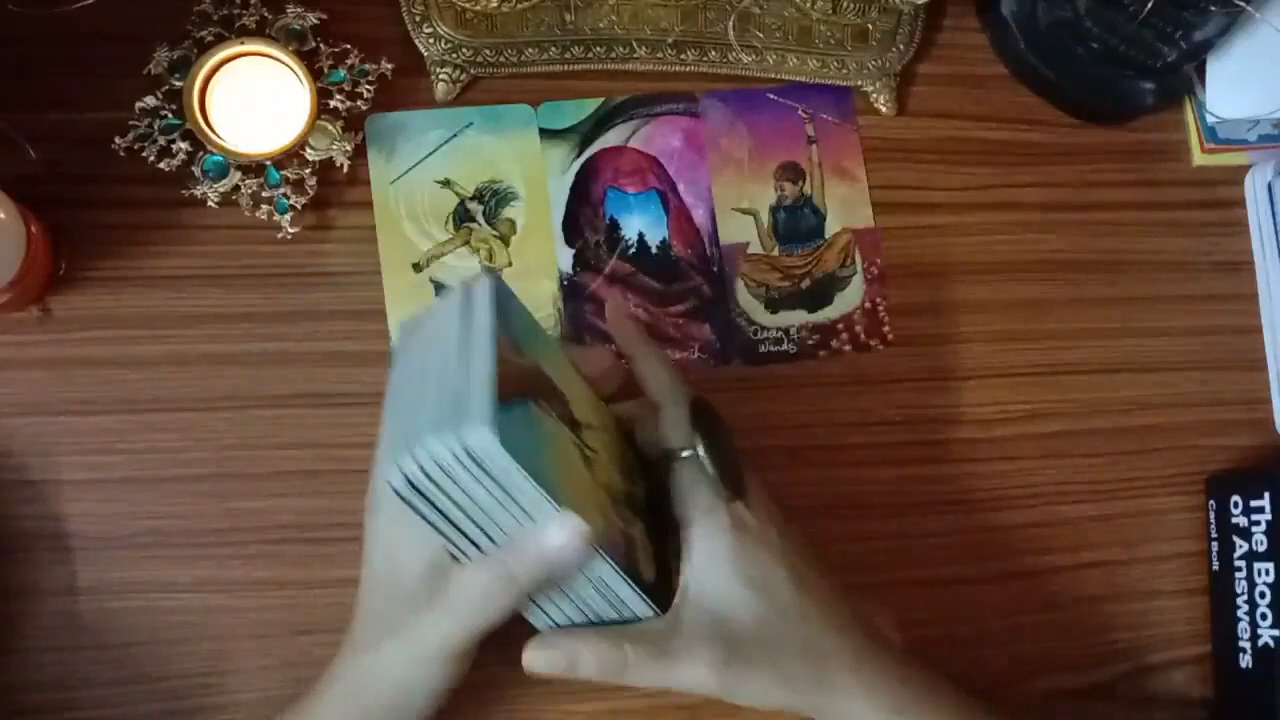 Queen of
Wands
The Book
of Answers
Carol Bolt